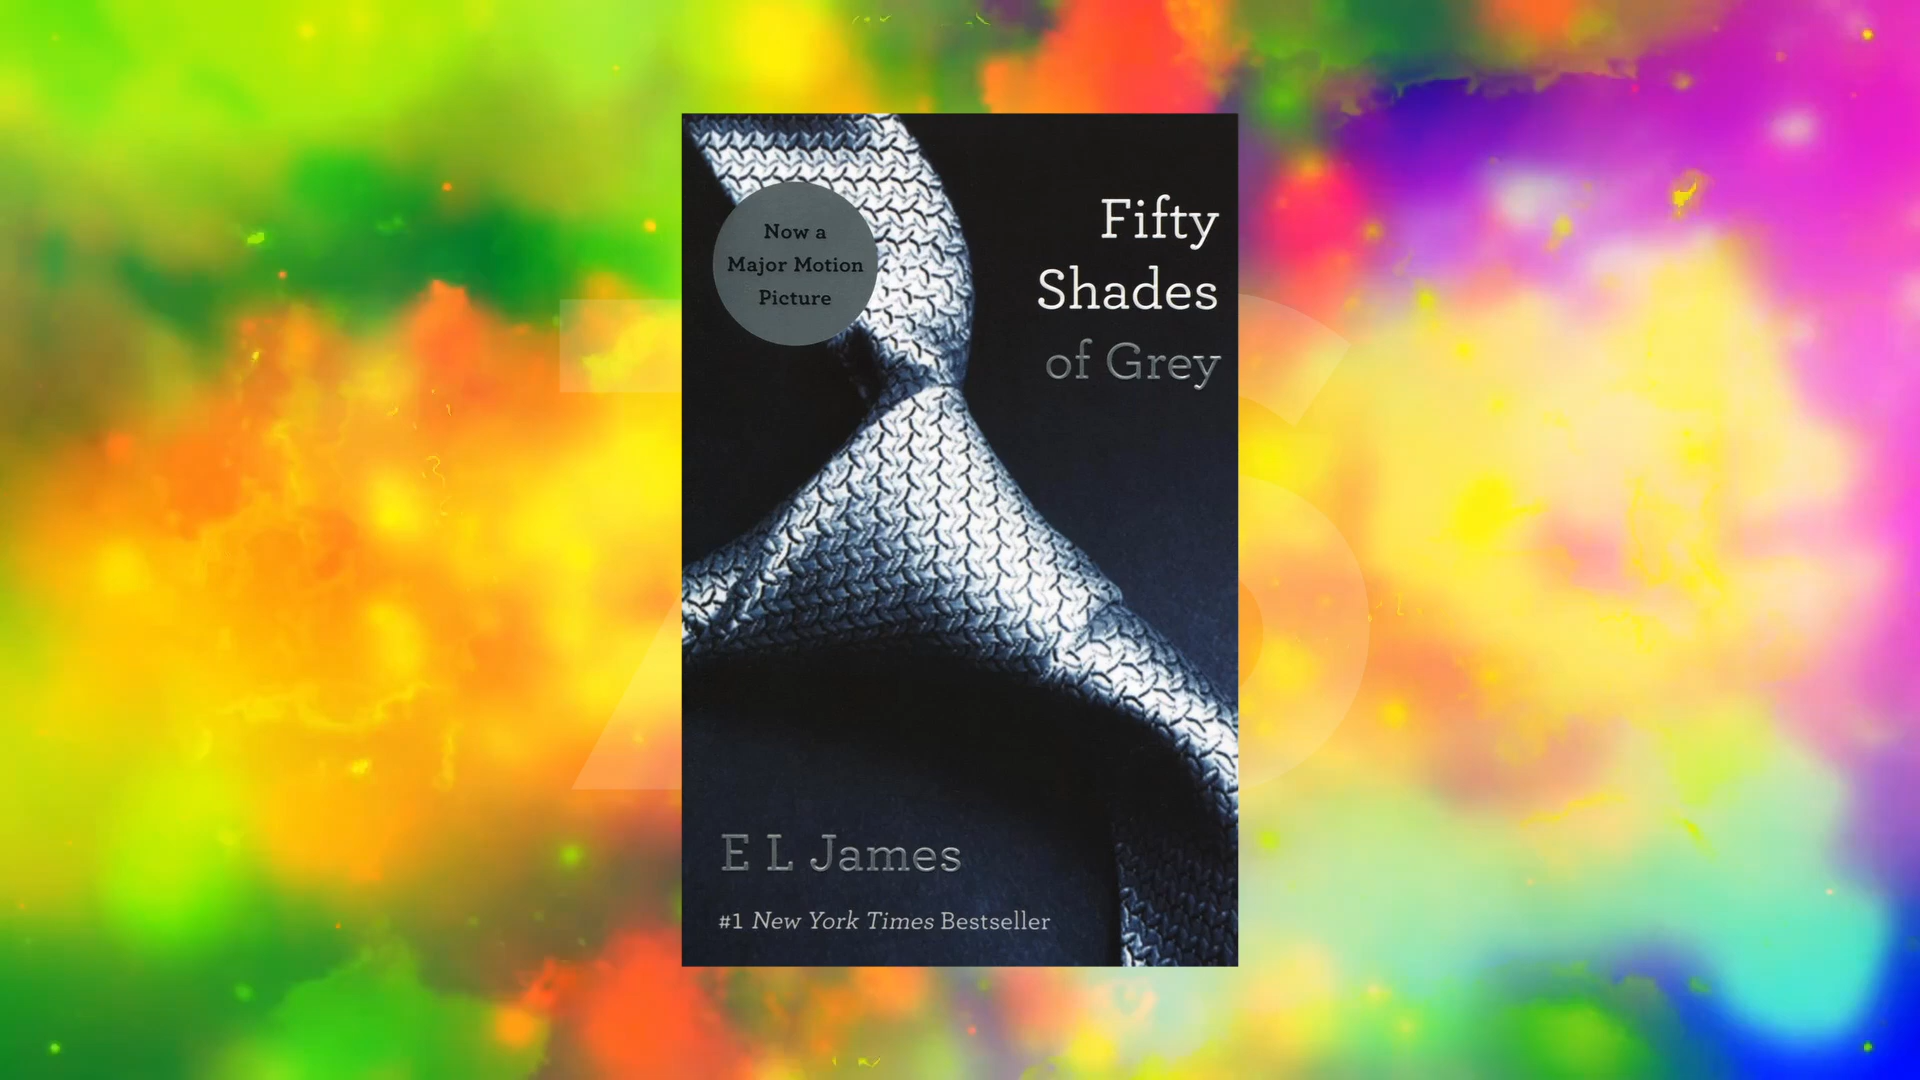 Now a
Major Motion
Picture
Fifty
Shades
of Grey
E L James
#1 New York Times Bestseller